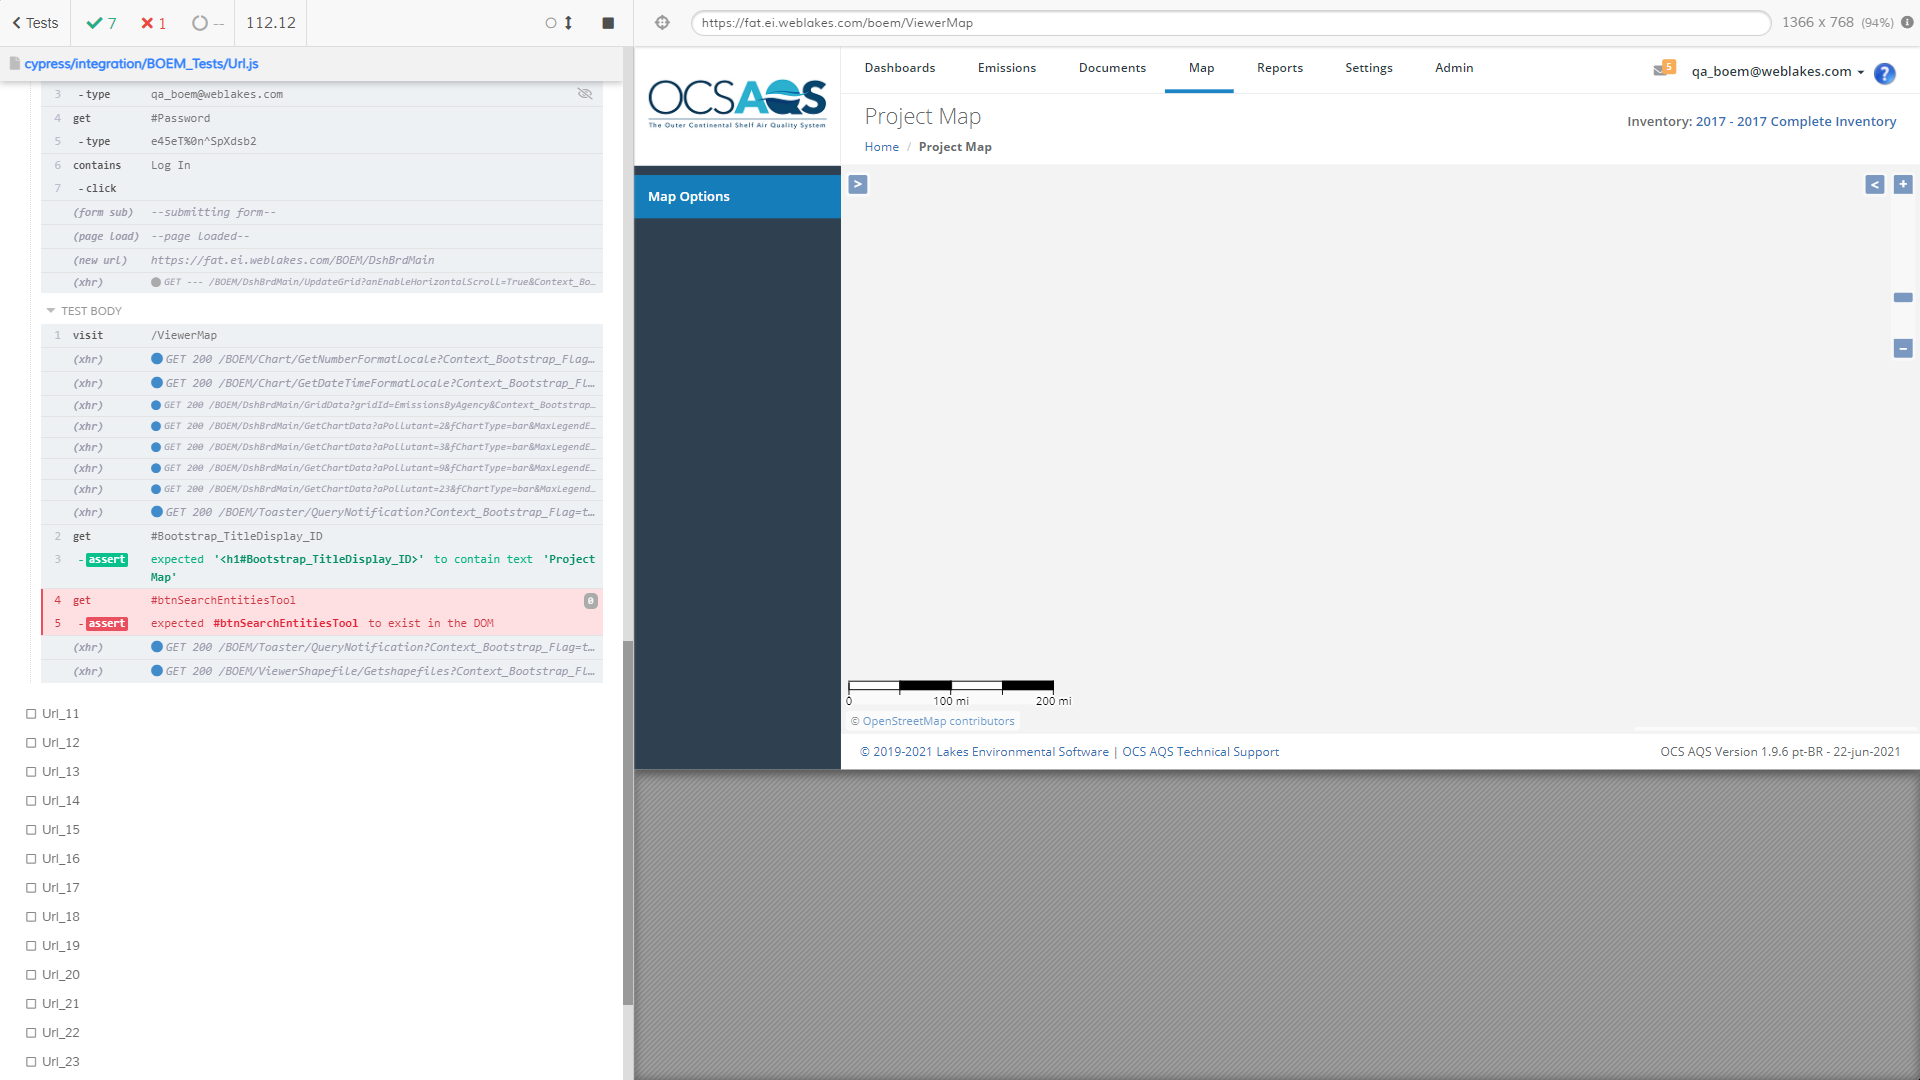 Tests
7
1
--
112.12
cypress/integration/BOEM_Tests/Url.js
3 -type qa_boem@weblakes.com
4 get #Password
5 -type e45eT%0n^SpXdsb2
6 contains Log In
7 -click
(form sub) --submitting form--
(page load) --page loaded--
(new url) https://fat.ei.weblakes.com/BOEM/DshBrdMain
(xhr) GET --- /BOEM/DshBrdMain/UpdateGrid?anEnableHorizontalScroll=True&Context_Bo...
TEST BODY
1 visit /ViewerMap
(xhr) GET 200 /BOEM/Chart/GetNumberFormatLocale?Context_Bootstrap_Flag...
(xhr) GET 200 /BOEM/Chart/GetDateTimeFormatLocale?Context_Bootstrap_Fl...
(xhr) GET 200 /BOEM/DshBrdMain/GridData?gridId=EmissionsByAgency&Context_Bootstrap...
(xhr) GET 200 /BOEM/DshBrdMain/GetChartData?aPollutant=2&fChartType=bar&MaxLegendE...
(xhr) GET 200 /BOEM/DshBrdMain/GetChartData?aPollutant=3&fChartType=bar&MaxLegendE...
(xhr) GET 200 /BOEM/DshBrdMain/GetChartData?aPollutant=9&fChartType=bar&MaxLegendE...
(xhr) GET 200 /BOEM/DshBrdMain/GetChartData?aPollutant=23&fChartType=bar&MaxLegend...
(xhr) GET 200 /BOEM/Toaster/QueryNotification?Context_Bootstrap_Flag=t...
2 get #Bootstrap_TitleDisplay_ID
3 -assert expected '<h1#Bootstrap_TitleDisplay_ID>' to contain text 'Project
Map'
4 get #btnSearchEntitiesTool 0
5 -assert expected #btnSearchEntitiesTool to exist in the DOM
(xhr) GET 200 /BOEM/Toaster/QueryNotification?Context_Bootstrap_Flag=t...
(xhr) GET 200 /BOEM/ViewerShapefile/Getshapefiles?Context_Bootstrap_Fl...
Url_11
Url_12
Url_13
Url_14
Url_15
Url_16
Url_17
Url_18
Url_19
Url_20
Url_21
Url_22
Url_23
https://fat.ei.weblakes.com/boem/ViewerMap
1366 x 768 (94%)
OCSAQS
The Outer Continental Shelf Air Quality System
Dashboards Emissions Documents Map Reports Settings Admin
5
qa_boem@weblakes.com
?
Project Map
Inventory: 2017 - 2017 Complete Inventory
Home / Project Map
Map Options
>
<
+
−
0 100 mi 200 mi
© OpenStreetMap contributors
© 2019-2021 Lakes Environmental Software | OCS AQS Technical Support
OCS AQS Version 1.9.6 pt-BR - 22-jun-2021